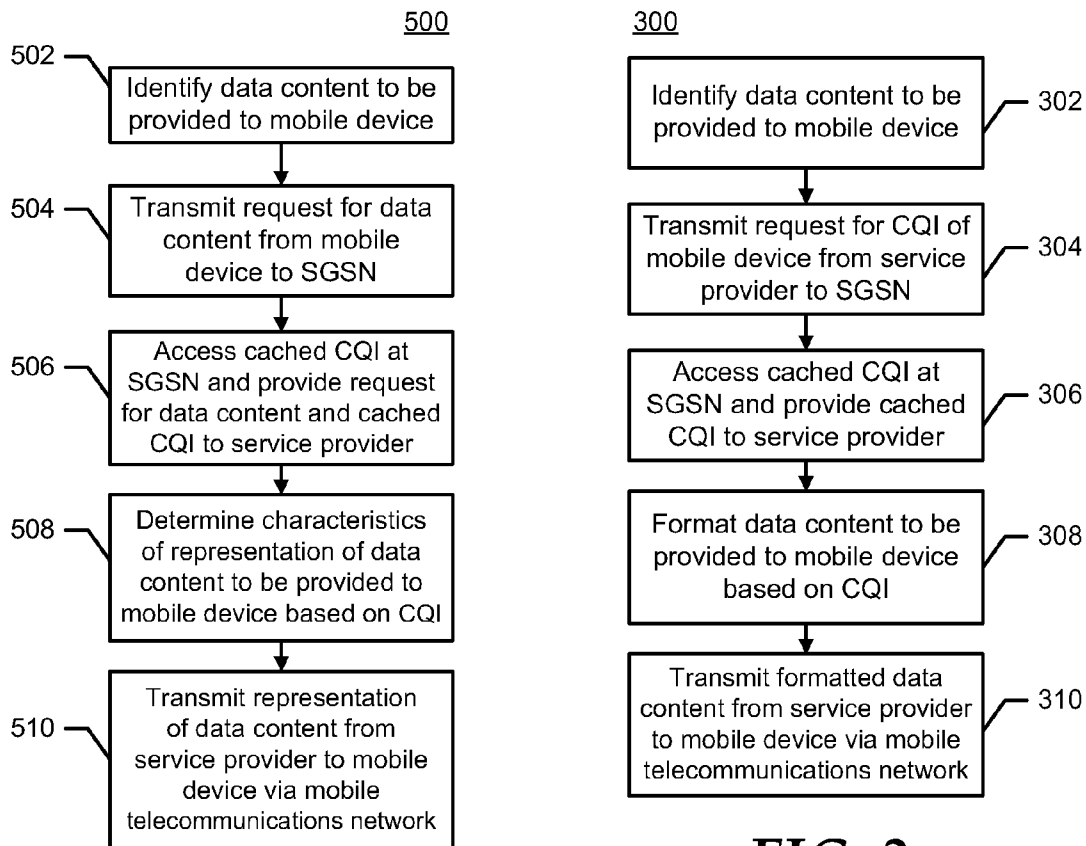 500
502
Identify data content to be
provided to mobile device
504
Transmit request for data
content from mobile
device to SGSN
506
Access cached CQI at
SGSN and provide request
for data content and cached
CQI to service provider
508
Determine characteristics
of representation of data
content to be provided to
mobile device based on CQI
510
Transmit representation
of data content from
service provider to mobile
device via mobile
telecommunications network
300
Identify data content to be
provided to mobile device
302
Transmit request for CQI of
mobile device from service
provider to SGSN
304
Access cached CQI at
SGSN and provide cached
CQI to service provider
306
Format data content to be
provided to mobile device
based on CQI
308
Transmit formatted data
content from service provider
to mobile device via mobile
telecommunications network
310